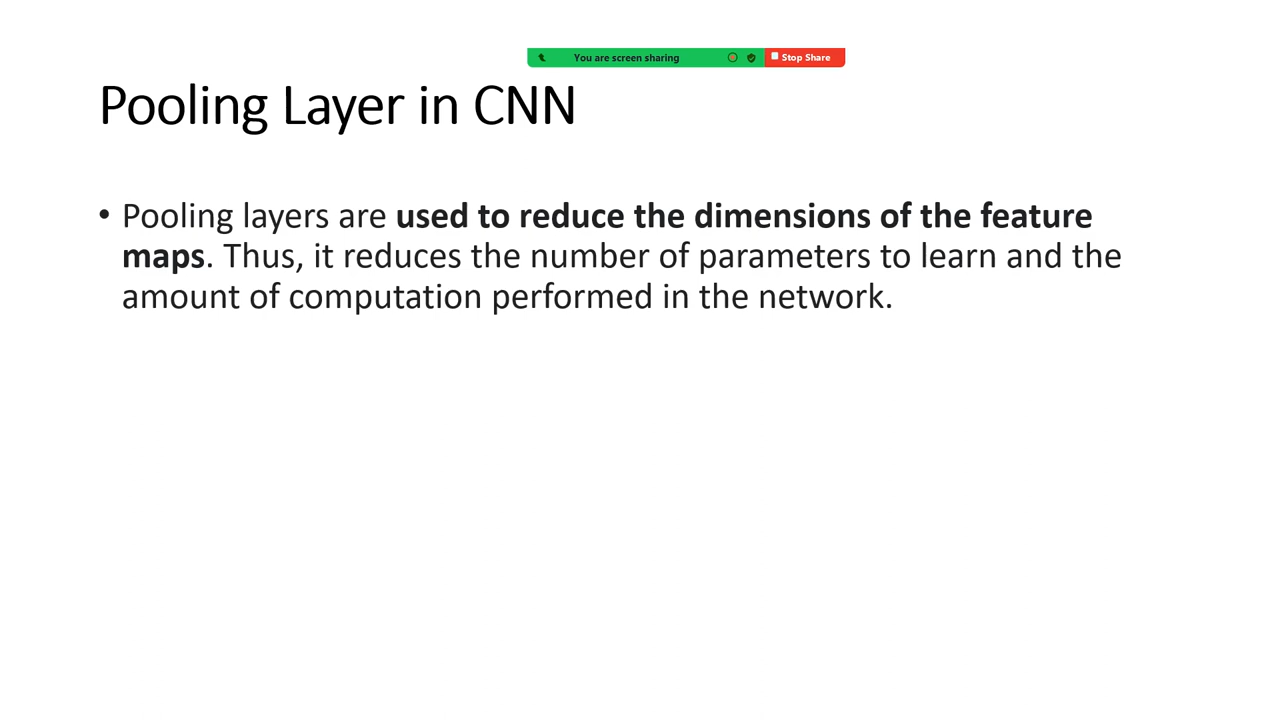 You are screen sharing Stop Share
Pooling Layer in CNN
• Pooling layers are used to reduce the dimensions of the feature
maps. Thus, it reduces the number of parameters to learn and the
amount of computation performed in the network.